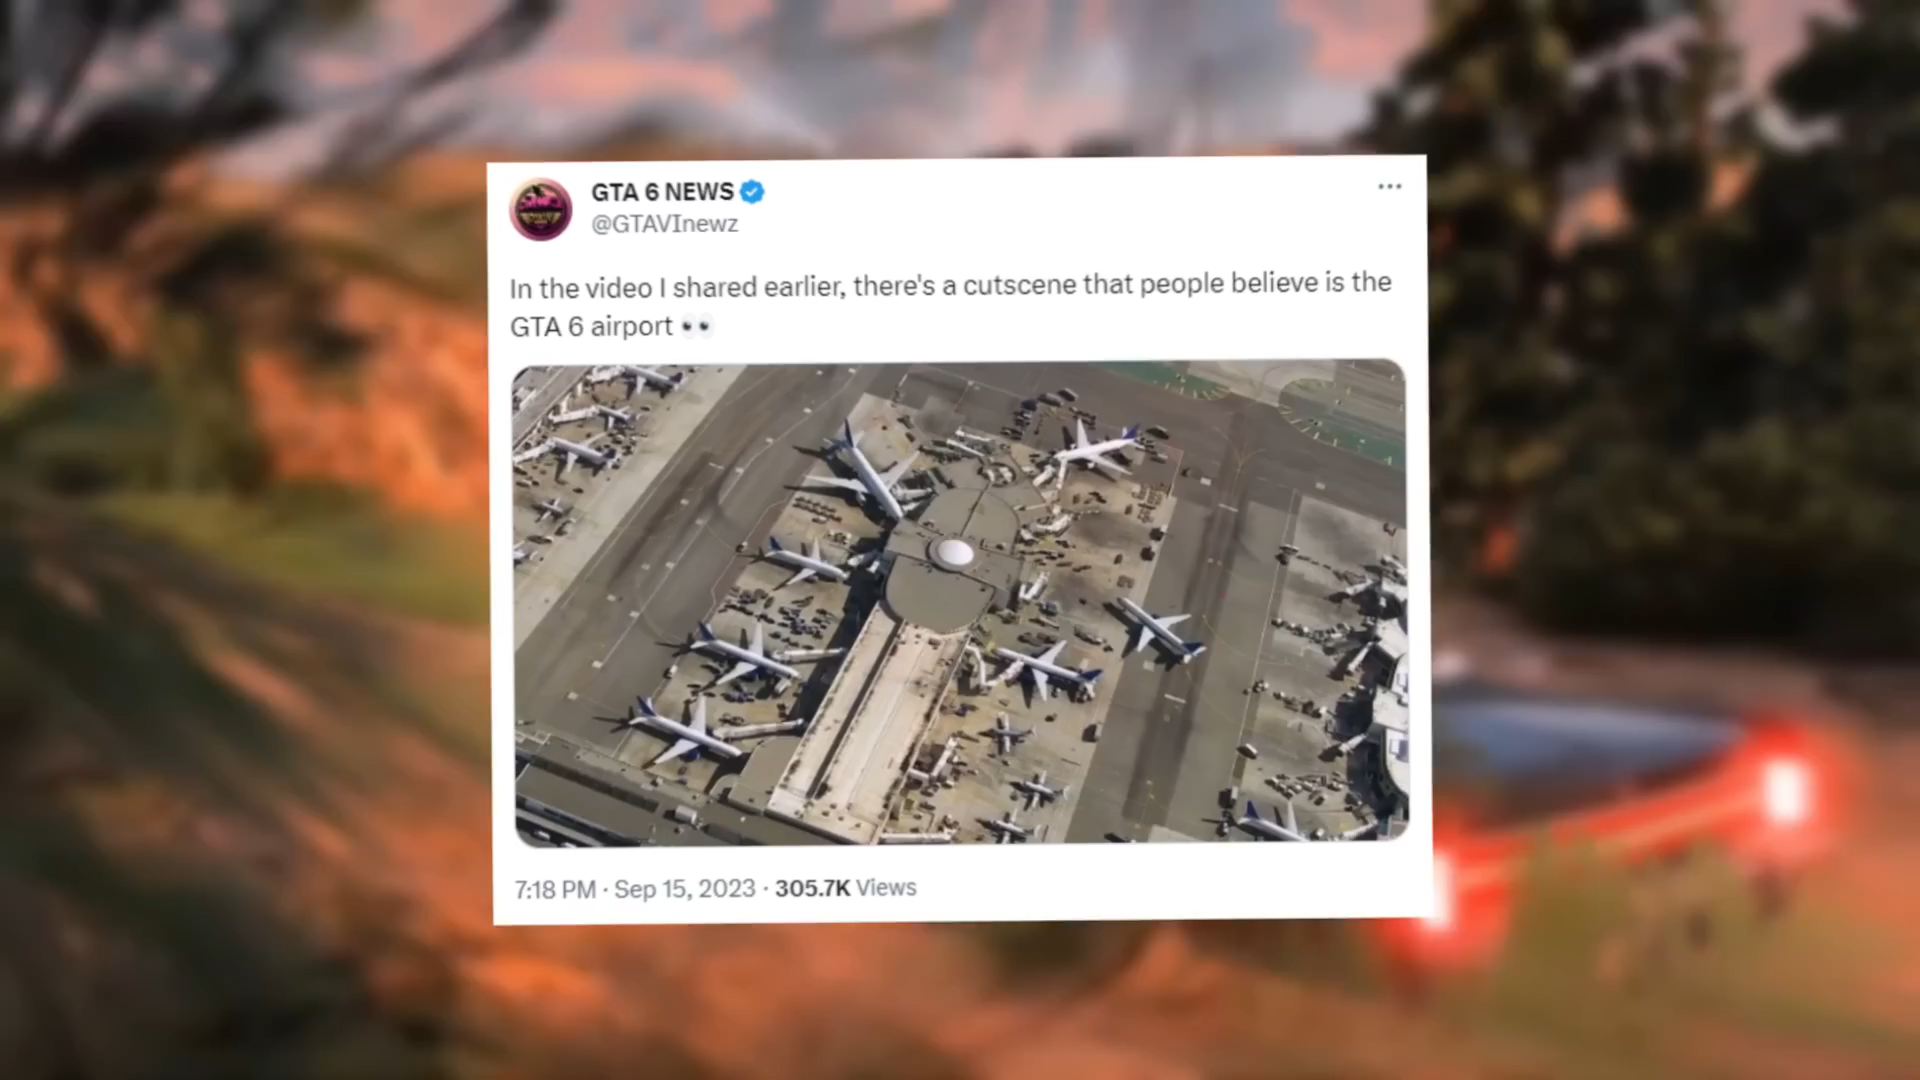 GTA 6 NEWS
@GTAVInewz
In the video I shared earlier, there's a cutscene that people believe is the
GTA 6 airport 👀
7:18 PM · Sep 15, 2023 · 305.7K Views